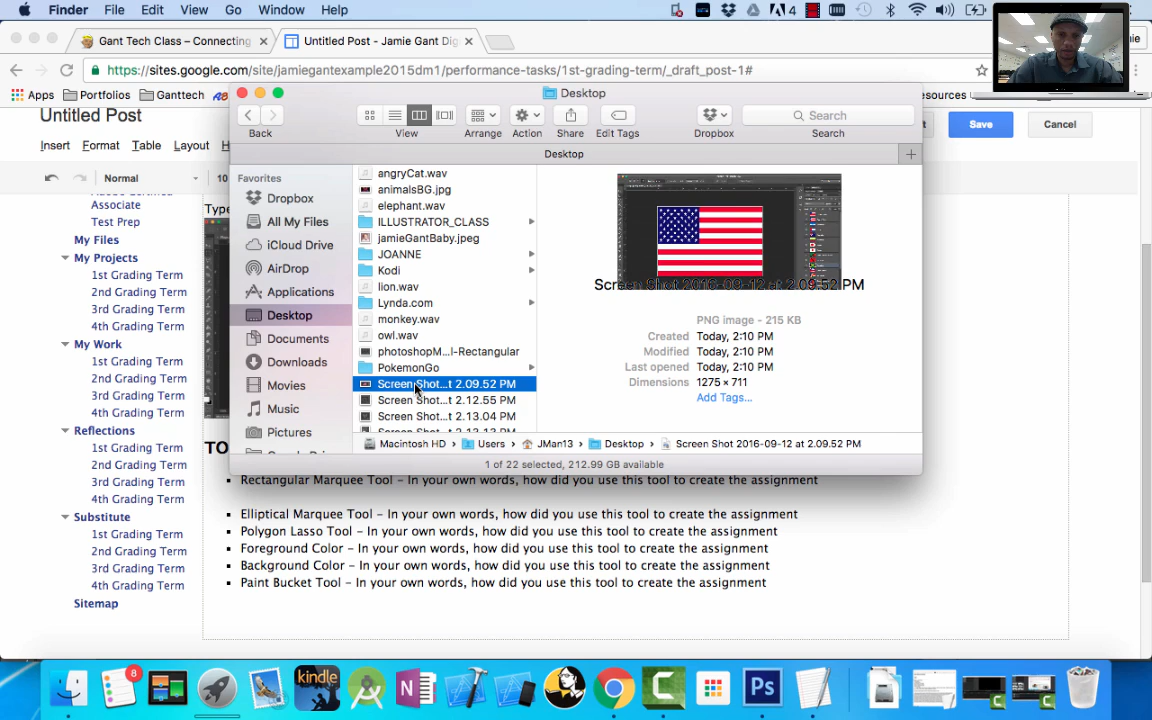 Finder File Edit View Go Window Help
4
Gant Tech Class – Connecting × Untitled Post - Jamie Gant Dig ×
https://sites.google.com/site/jamiegantexample2015dm1/performance-tasks/1st-grading-term/_draft_post-1#
Apps Portfolios Ganttech
Desktop
Untitled Post
Back View Arrange Action Share Edit Tags Dropbox Search
Search
Save Cancel
Insert Format Table Layout
Desktop
Normal 10
Favorites
Dropbox
All My Files
iCloud Drive
AirDrop
Applications
Desktop
Documents
Downloads
Movies
Music
Pictures
angryCat.wav
animalsBG.jpg
elephant.wav
ILLUSTRATOR_CLASS
jamieGantBaby.jpeg
JOANNE
Kodi
lion.wav
Lynda.com
monkey.wav
owl.wav
photoshopM...l-Rectangular
PokemonGo
Screen Shot...t 2.09.52 PM
Screen Shot...t 2.12.55 PM
Screen Shot...t 2.13.04 PM
Screen Shot 2016-09-12 at 2.09.52 PM
PNG image - 215 KB
Created Today, 2:10 PM
Modified Today, 2:10 PM
Last opened Today, 2:10 PM
Dimensions 1275 × 711
Add Tags...
Macintosh HD › Users › JMan13 › Desktop › Screen Shot 2016-09-12 at 2.09.52 PM
1 of 22 selected, 212.99 GB available
Associate
Test Prep
My Files
My Projects
1st Grading Term
2nd Grading Term
3rd Grading Term
4th Grading Term
My Work
1st Grading Term
2nd Grading Term
3rd Grading Term
4th Grading Term
Reflections
1st Grading Term
2nd Grading Term
3rd Grading Term
4th Grading Term
Substitute
1st Grading Term
2nd Grading Term
3rd Grading Term
4th Grading Term
Sitemap
Rectangular Marquee Tool – In your own words, how did you use this tool to create the assignment
Elliptical Marquee Tool – In your own words, how did you use this tool to create the assignment
Polygon Lasso Tool – In your own words, how did you use this tool to create the assignment
Foreground Color – In your own words, how did you use this tool to create the assignment
Background Color – In your own words, how did you use this tool to create the assignment
Paint Bucket Tool – In your own words, how did you use this tool to create the assignment
8
kindle
Ps